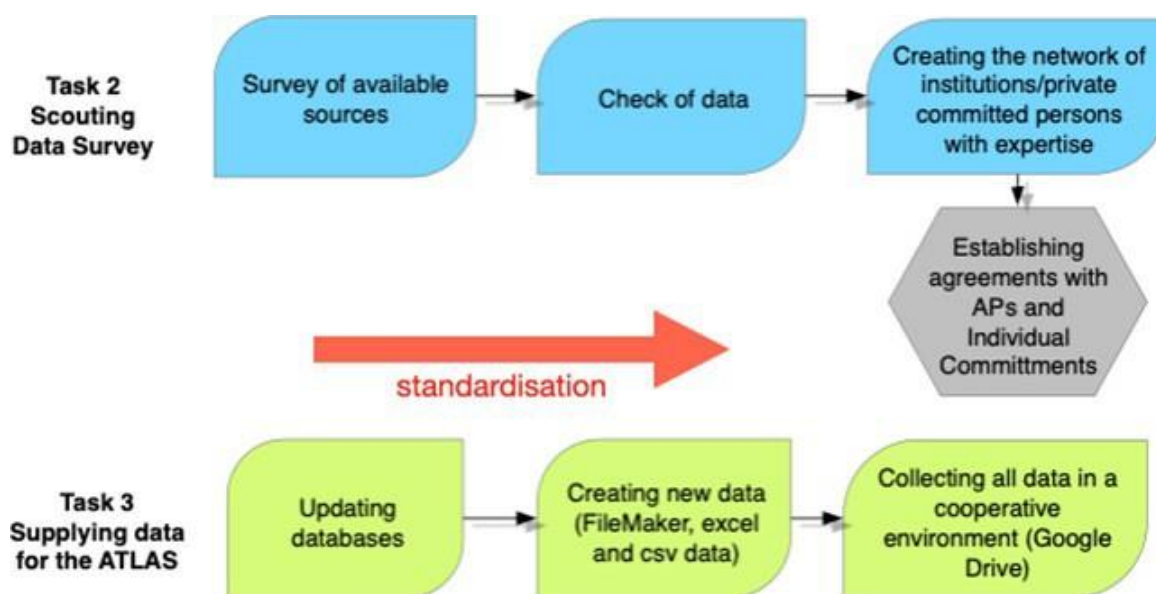 Task 2
Scouting
Data Survey
Survey of available
sources
Check of data
Creating the network of
institutions/private
committed persons
with expertise
Establishing
agreements with
APs and
Individual
Committments
standardisation
Task 3
Supplying data
for the ATLAS
Updating
databases
Creating new data
(FileMaker, excel
and csv data)
Collecting all data in a
cooperative
environment (Google
Drive)